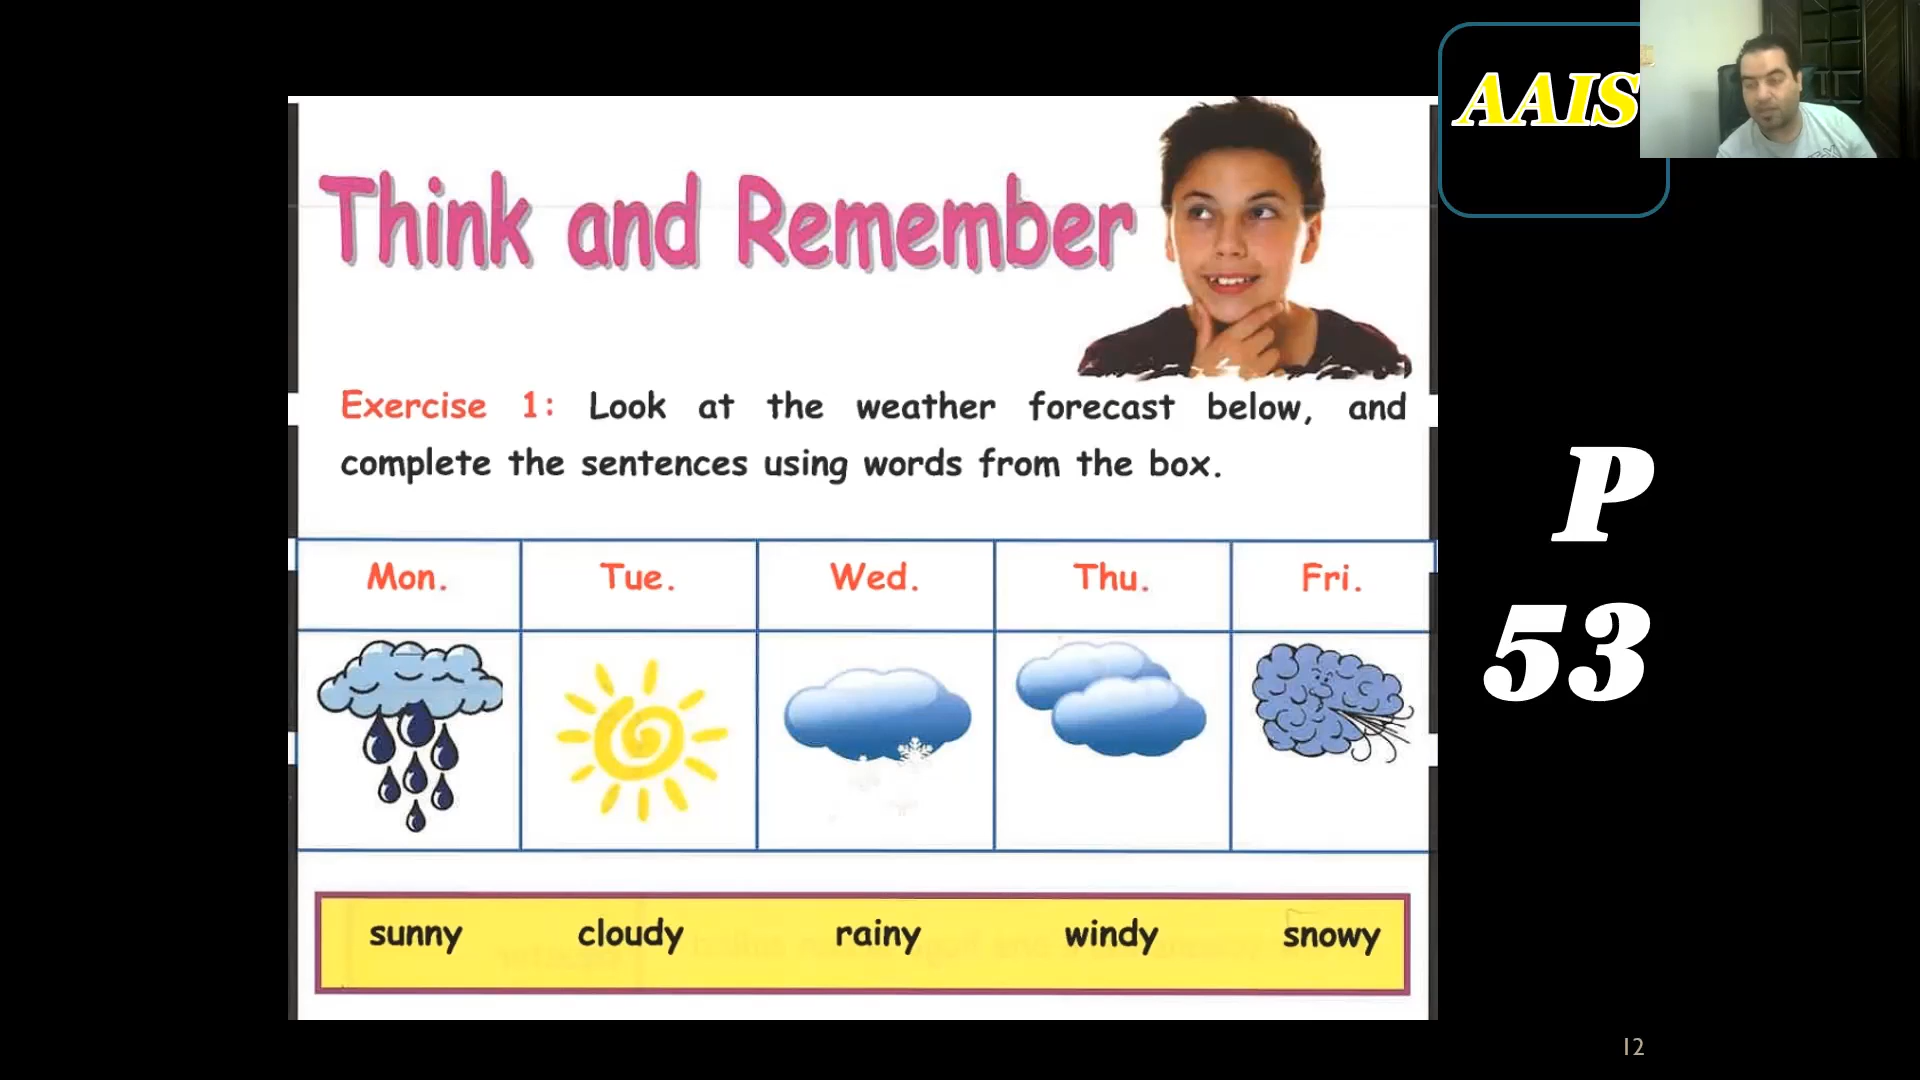 AAIS
Think and Remember
Exercise 1: Look at the weather forecast below, and
complete the sentences using words from the box.
Mon. Tue. Wed. Thu. Fri.
sunny cloudy rainy windy snowy
P
53
12